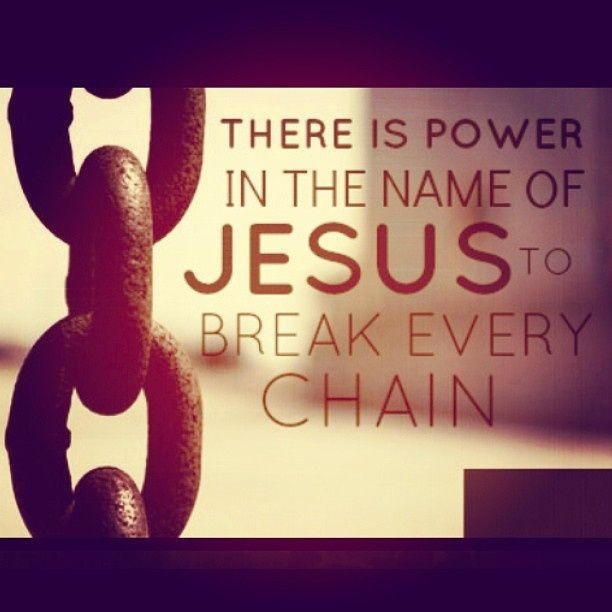 THERE IS POWER
IN THE NAME OF
JESUS TO
BREAK EVERY
CHAIN